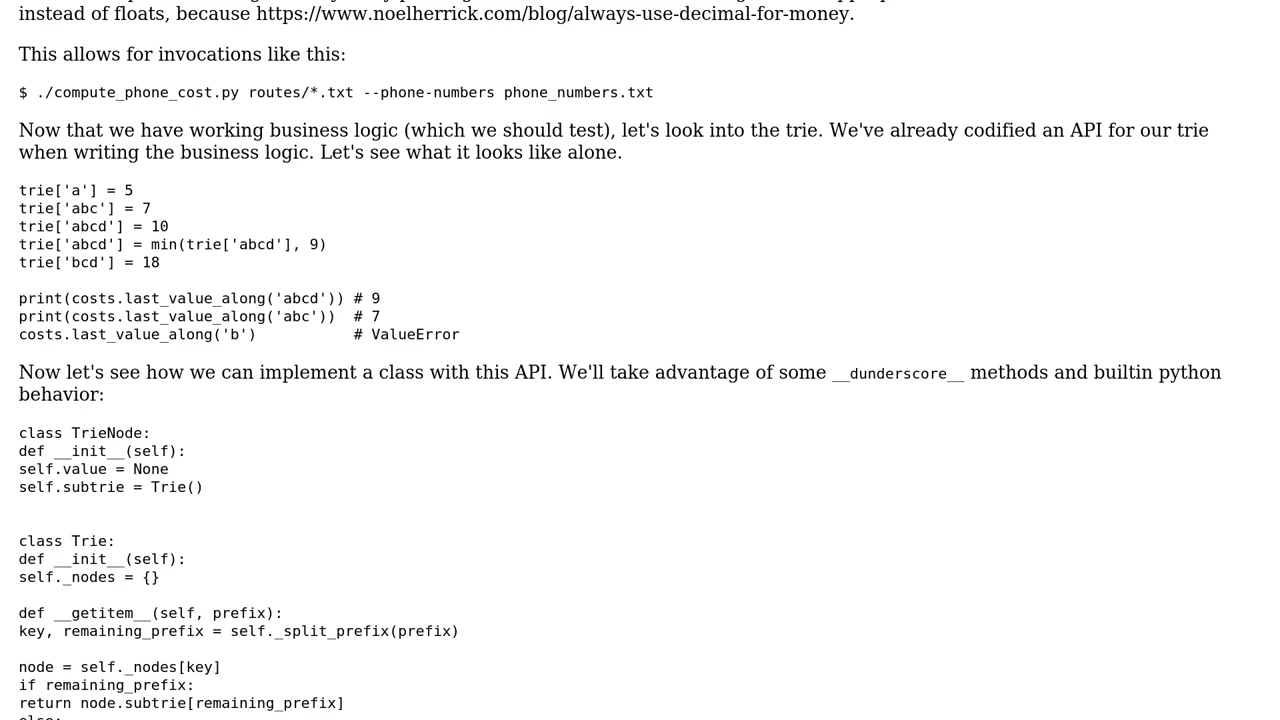 instead of floats, because https://www.noelherrick.com/blog/always-use-decimal-for-money.
This allows for invocations like this:
$ ./compute_phone_cost.py routes/*.txt --phone-numbers phone_numbers.txt
Now that we have working business logic (which we should test), let's look into the trie. We've already codified an API for our trie
when writing the business logic. Let's see what it looks like alone.
trie['a'] = 5
trie['abc'] = 7
trie['abcd'] = 10
trie['abcd'] = min(trie['abcd'], 9)
trie['bcd'] = 18
print(costs.last_value_along('abcd')) # 9
print(costs.last_value_along('abc'))  # 7
costs.last_value_along('b')           # ValueError
Now let's see how we can implement a class with this API. We'll take advantage of some __dunderscore__ methods and builtin python
behavior:
class TrieNode:
def __init__(self):
self.value = None
self.subtrie = Trie()
class Trie:
def __init__(self):
self._nodes = {}
def __getitem__(self, prefix):
key, remaining_prefix = self._split_prefix(prefix)
node = self._nodes[key]
if remaining_prefix:
return node.subtrie[remaining_prefix]
else: